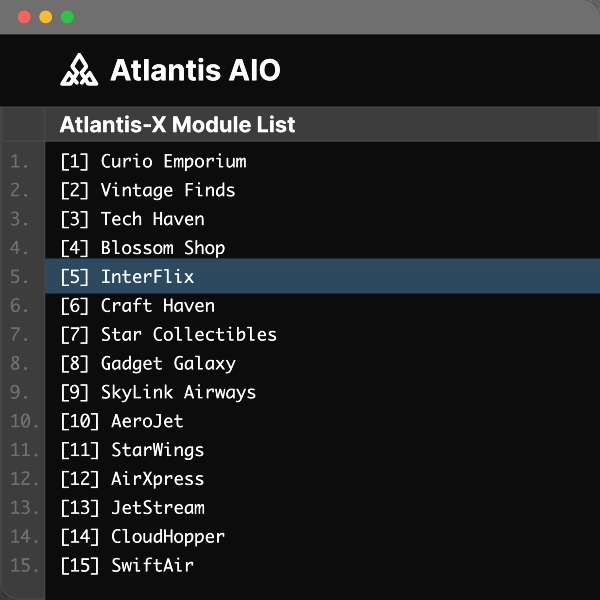 Atlantis AIO
Atlantis-X Module List
1. [1] Curio Emporium
2. [2] Vintage Finds
3. [3] Tech Haven
4. [4] Blossom Shop
5. [5] InterFlix
6. [6] Craft Haven
7. [7] Star Collectibles
8. [8] Gadget Galaxy
9. [9] SkyLink Airways
10. [10] AeroJet
11. [11] StarWings
12. [12] AirXpress
13. [13] JetStream
14. [14] CloudHopper
15. [15] SwiftAir